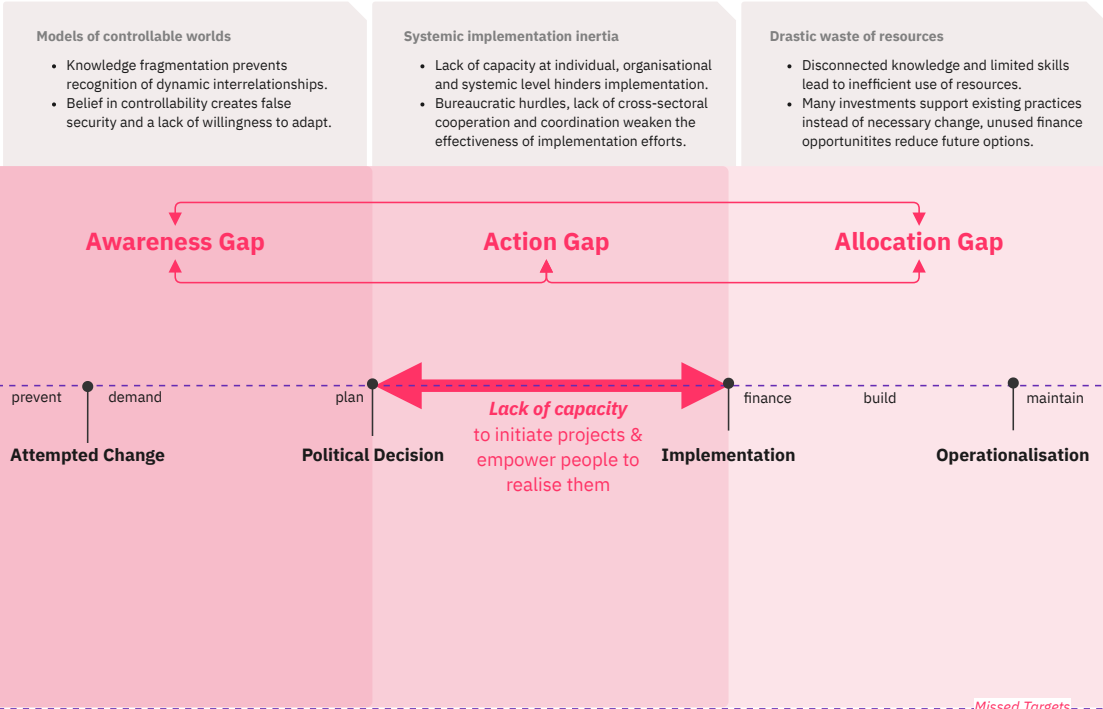 Models of controllable worlds
• Knowledge fragmentation prevents
recognition of dynamic interrelationships.
• Belief in controllability creates false
security and a lack of willingness to adapt.
Systemic implementation inertia
• Lack of capacity at individual, organisational
and systemic level hinders implementation.
• Bureaucratic hurdles, lack of cross-sectoral
cooperation and coordination weaken the
effectiveness of implementation efforts.
Drastic waste of resources
• Disconnected knowledge and limited skills
lead to inefficient use of resources.
• Many investments support existing practices
instead of necessary change, unused finance
opportunitites reduce future options.
Awareness Gap
Action Gap
Allocation Gap
prevent
demand
plan
finance
build
maintain
Attempted Change
Political Decision
Lack of capacity
to initiate projects &
empower people to
realise them
Implementation
Operationalisation
Missed Targets